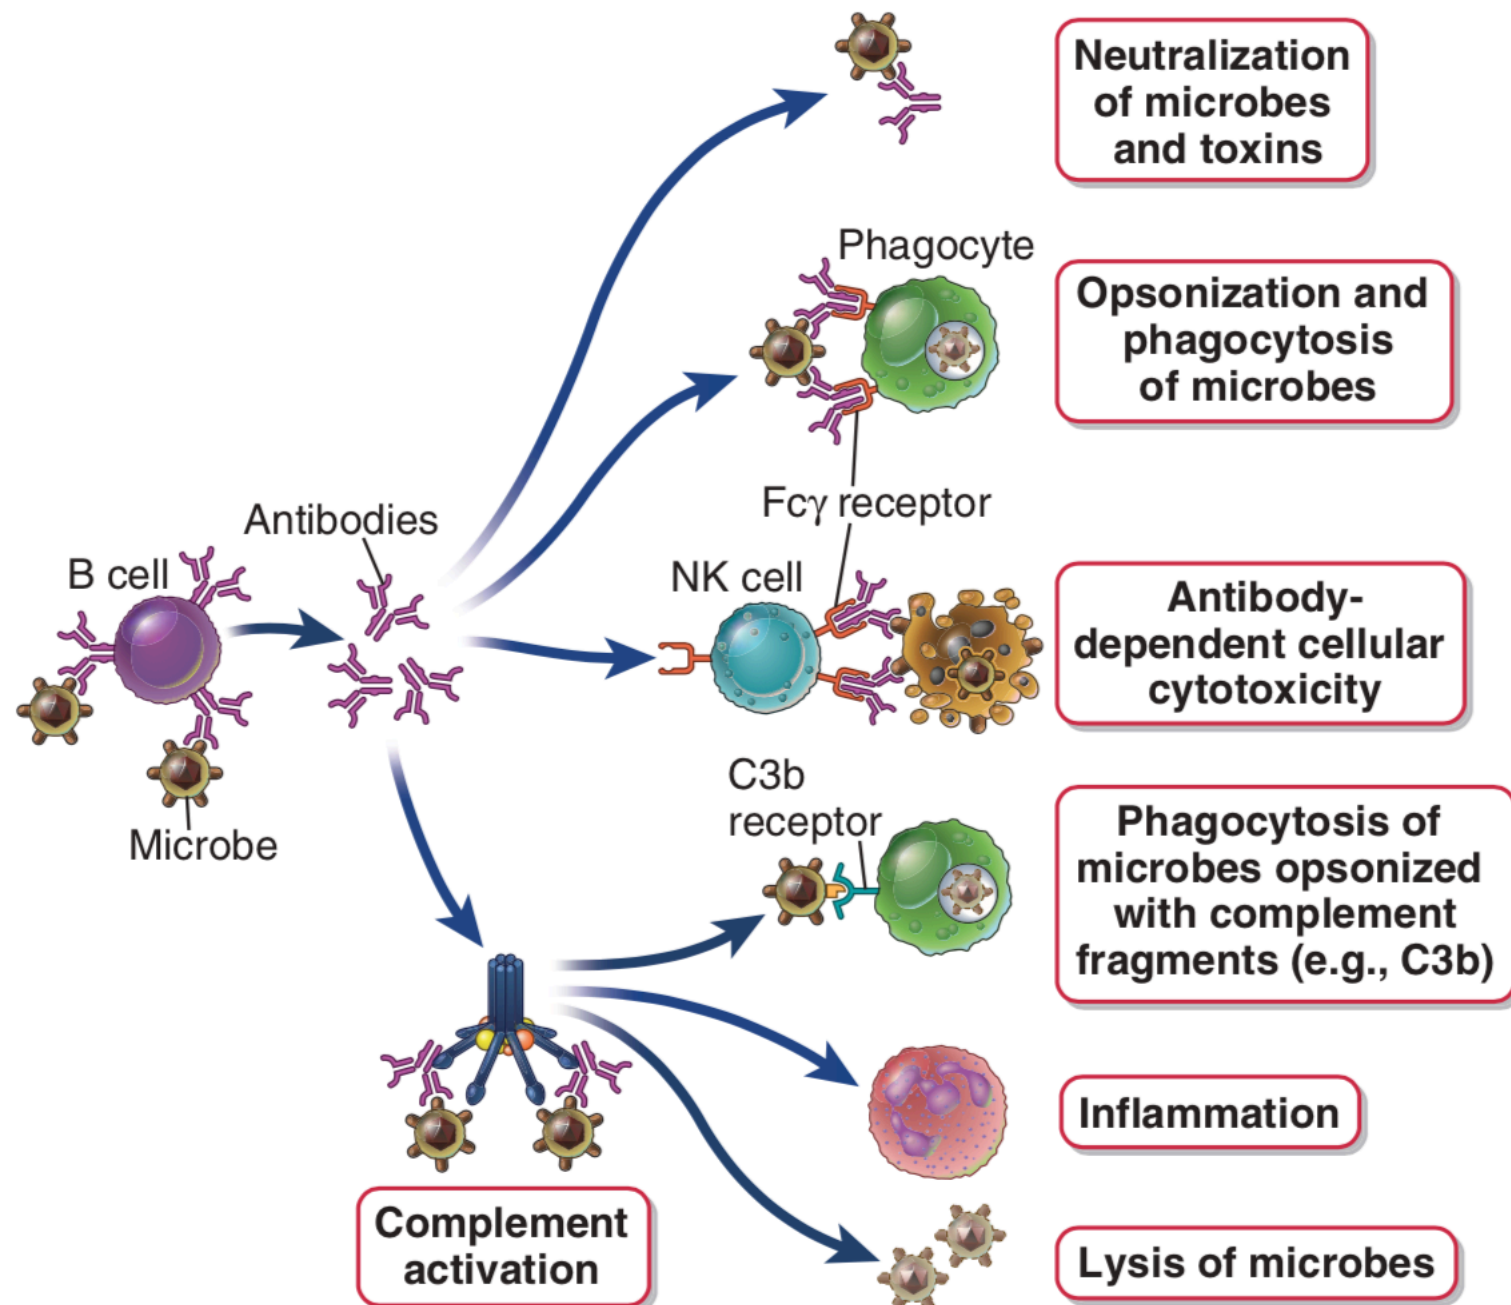 Neutralization
of microbes
and toxins
Phagocyte
Opsonization and
phagocytosis
of microbes
Fcγ receptor
Antibodies
B cell
NK cell
Antibody-
dependent cellular
cytotoxicity
Microbe
C3b
receptor
Phagocytosis of
microbes opsonized
with complement
fragments (e.g., C3b)
Inflammation
Complement
activation
Lysis of microbes